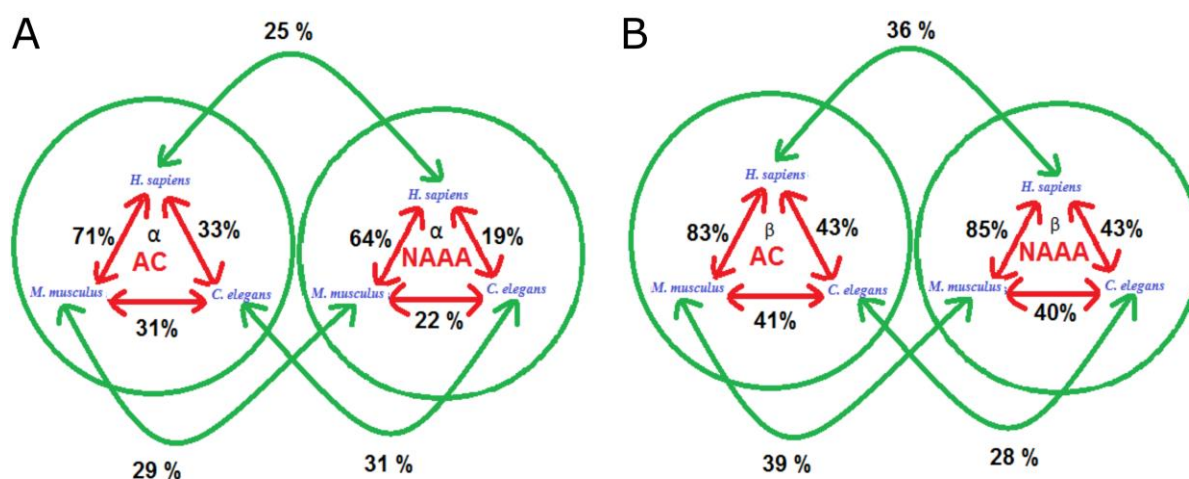 A
25 %
H. sapiens
71%
α
33%
AC
M. musculus
C. elegans
31%
H. sapiens
64%
α
19%
NAAA
M. musculus
C. elegans
22 %
29 %
31 %
B
36 %
H. sapiens
83%
β
43%
AC
M. musculus
C. elegans
41%
H. sapiens
85%
β
43%
NAAA
M. musculus
C. elegans
40%
39 %
28 %